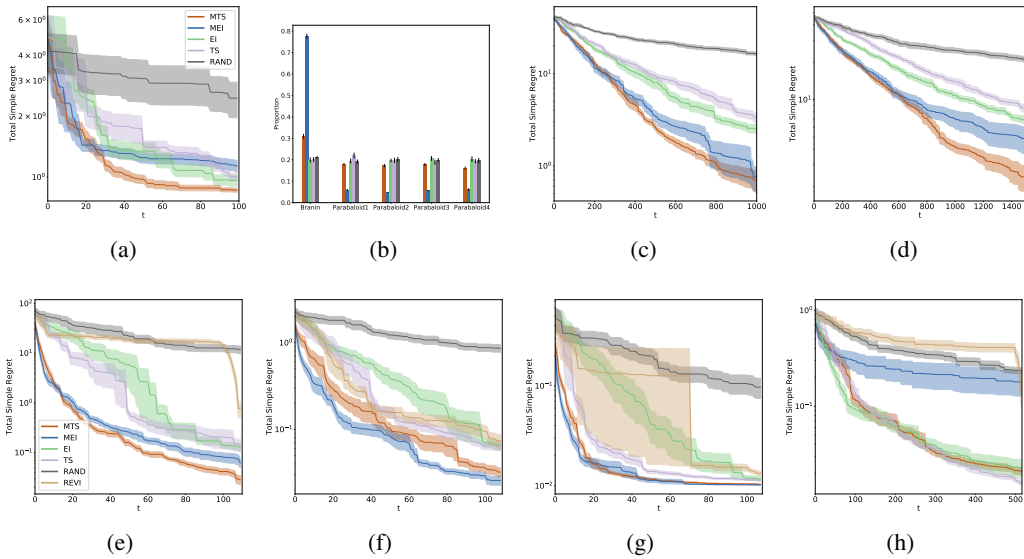 6 × 10⁰
4 × 10⁰
3 × 10⁰
2 × 10⁰
10⁰
Total Simple Regret
0 20 40 60 80 100
t
MTS
MEI
EI
TS
RAND
(a)
0.8
0.7
0.6
0.5
0.4
0.3
0.2
0.1
0.0
Proportion
Branin Parabaloid1 Parabaloid2 Parabaloid3 Parabaloid4
(b)
10¹
10⁰
Total Simple Regret
0 200 400 600 800 1000
t
(c)
10¹
Total Simple Regret
0 200 400 600 800 1000 1200 1400
t
(d)
10²
10¹
10⁰
10⁻¹
Total Simple Regret
0 20 40 60 80 100
t
MTS
MEI
EI
TS
RAND
REVI
(e)
10⁰
10⁻¹
Total Simple Regret
0 20 40 60 80 100
t
(f)
10⁻¹
10⁻²
Total Simple Regret
0 20 40 60 80 100
t
(g)
10⁰
10⁻¹
Total Simple Regret
0 100 200 300 400 500
t
(h)